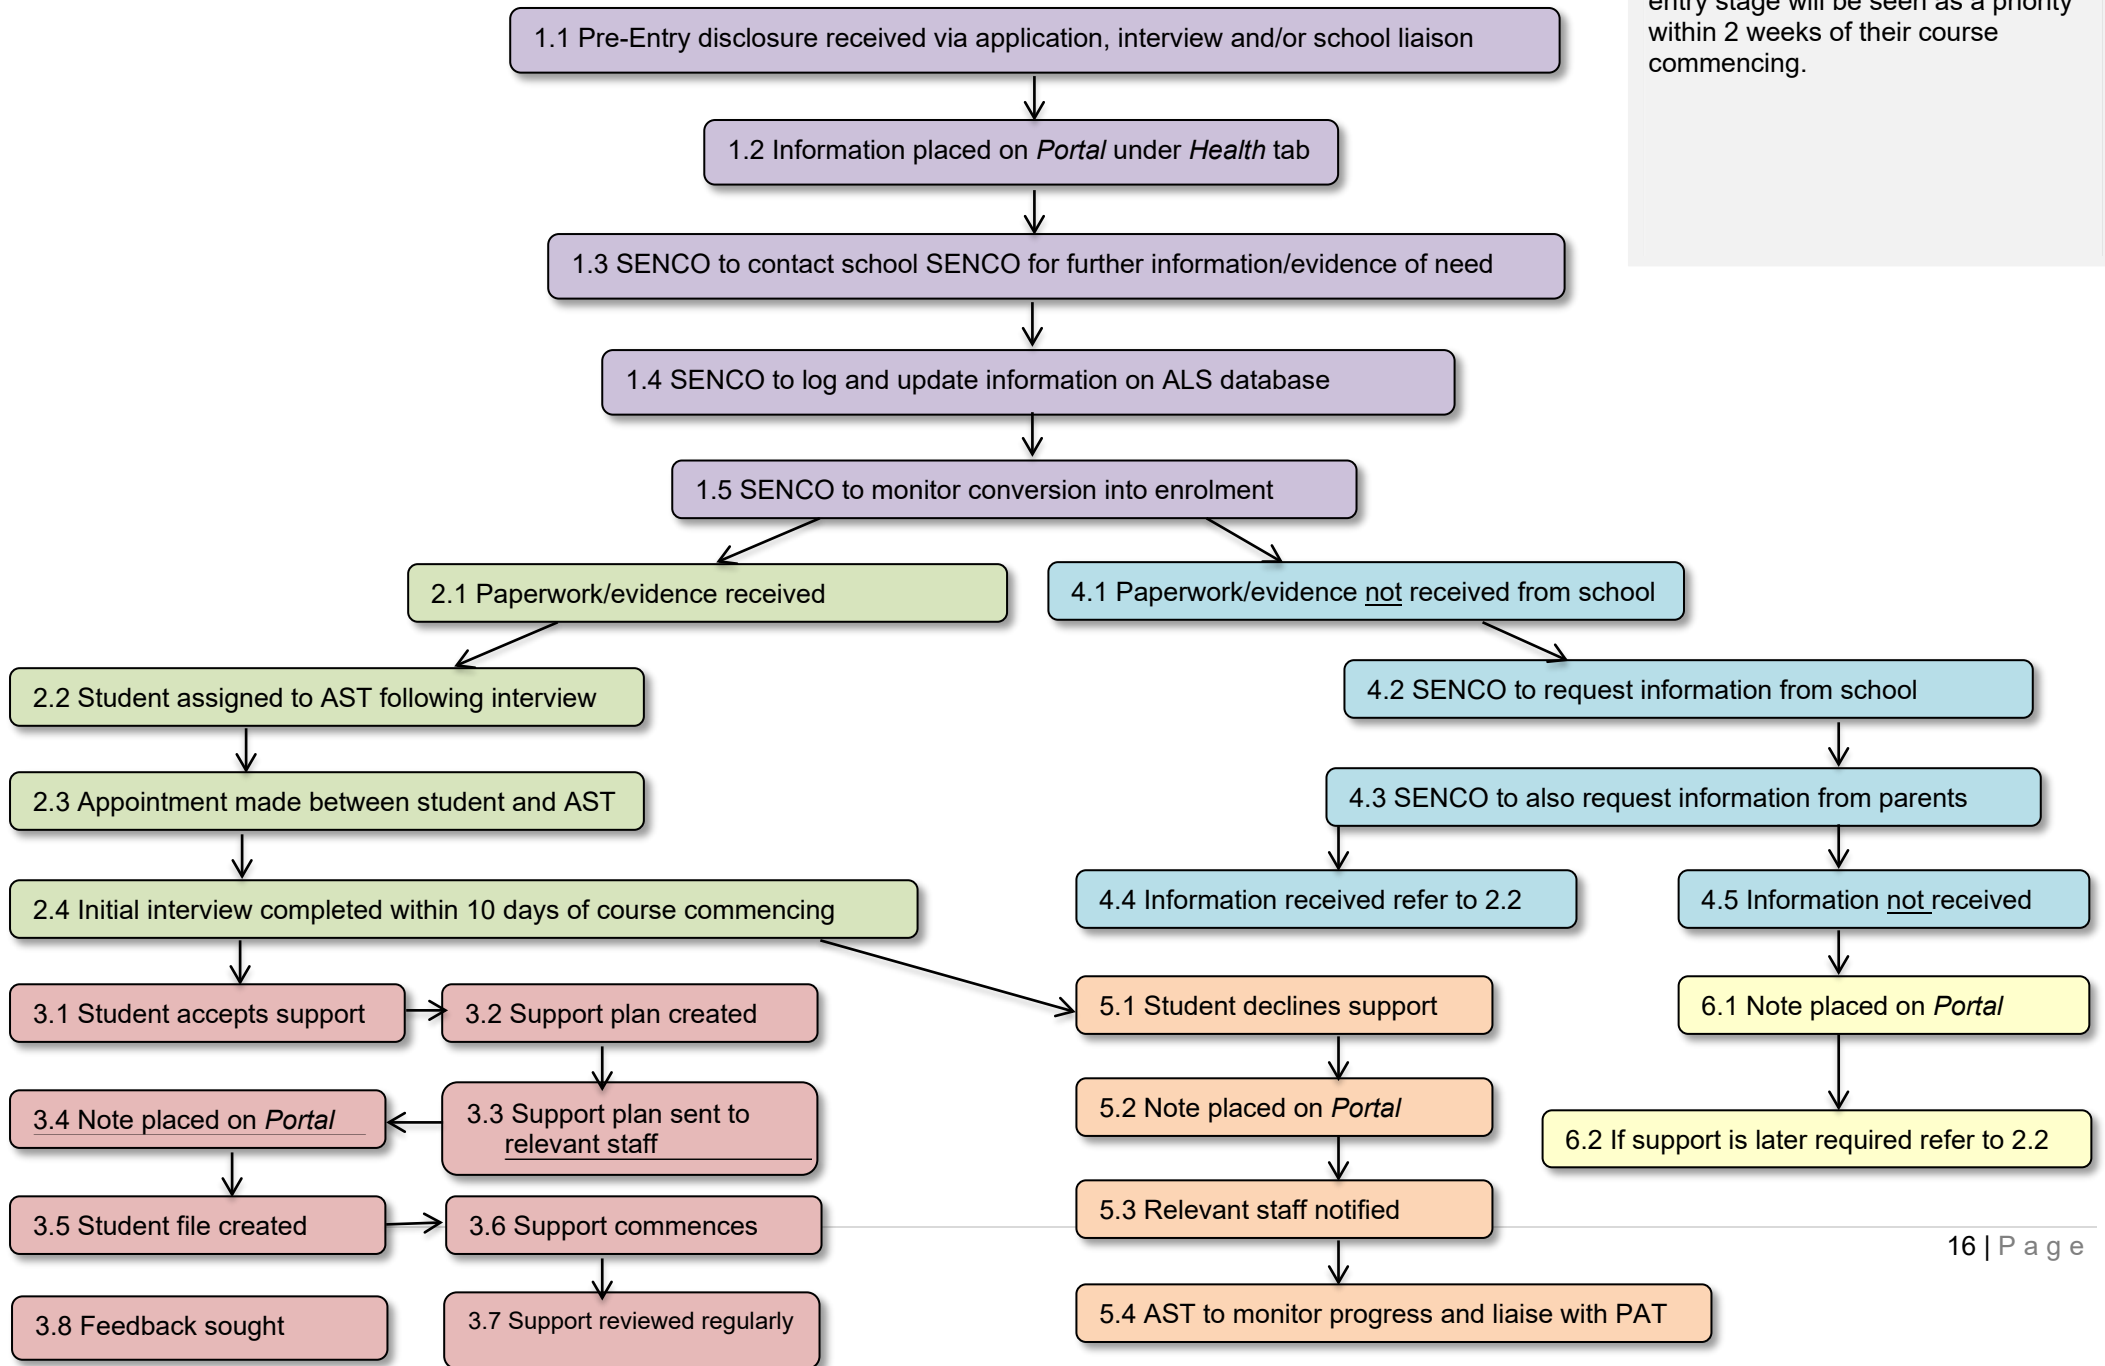 entry stage will be seen as a priority
within 2 weeks of their course
commencing.
1.1 Pre-Entry disclosure received via application, interview and/or school liaison
1.2 Information placed on Portal under Health tab
1.3 SENCO to contact school SENCO for further information/evidence of need
1.4 SENCO to log and update information on ALS database
1.5 SENCO to monitor conversion into enrolment
2.1 Paperwork/evidence received
4.1 Paperwork/evidence not received from school
2.2 Student assigned to AST following interview
4.2 SENCO to request information from school
2.3 Appointment made between student and AST
4.3 SENCO to also request information from parents
2.4 Initial interview completed within 10 days of course commencing
4.4 Information received refer to 2.2
4.5 Information not received
3.1 Student accepts support
3.2 Support plan created
5.1 Student declines support
6.1 Note placed on Portal
3.4 Note placed on Portal
3.3 Support plan sent to
relevant staff
5.2 Note placed on Portal
6.2 If support is later required refer to 2.2
3.5 Student file created
3.6 Support commences
5.3 Relevant staff notified
16 | P a g e
3.8 Feedback sought
3.7 Support reviewed regularly
5.4 AST to monitor progress and liaise with PAT